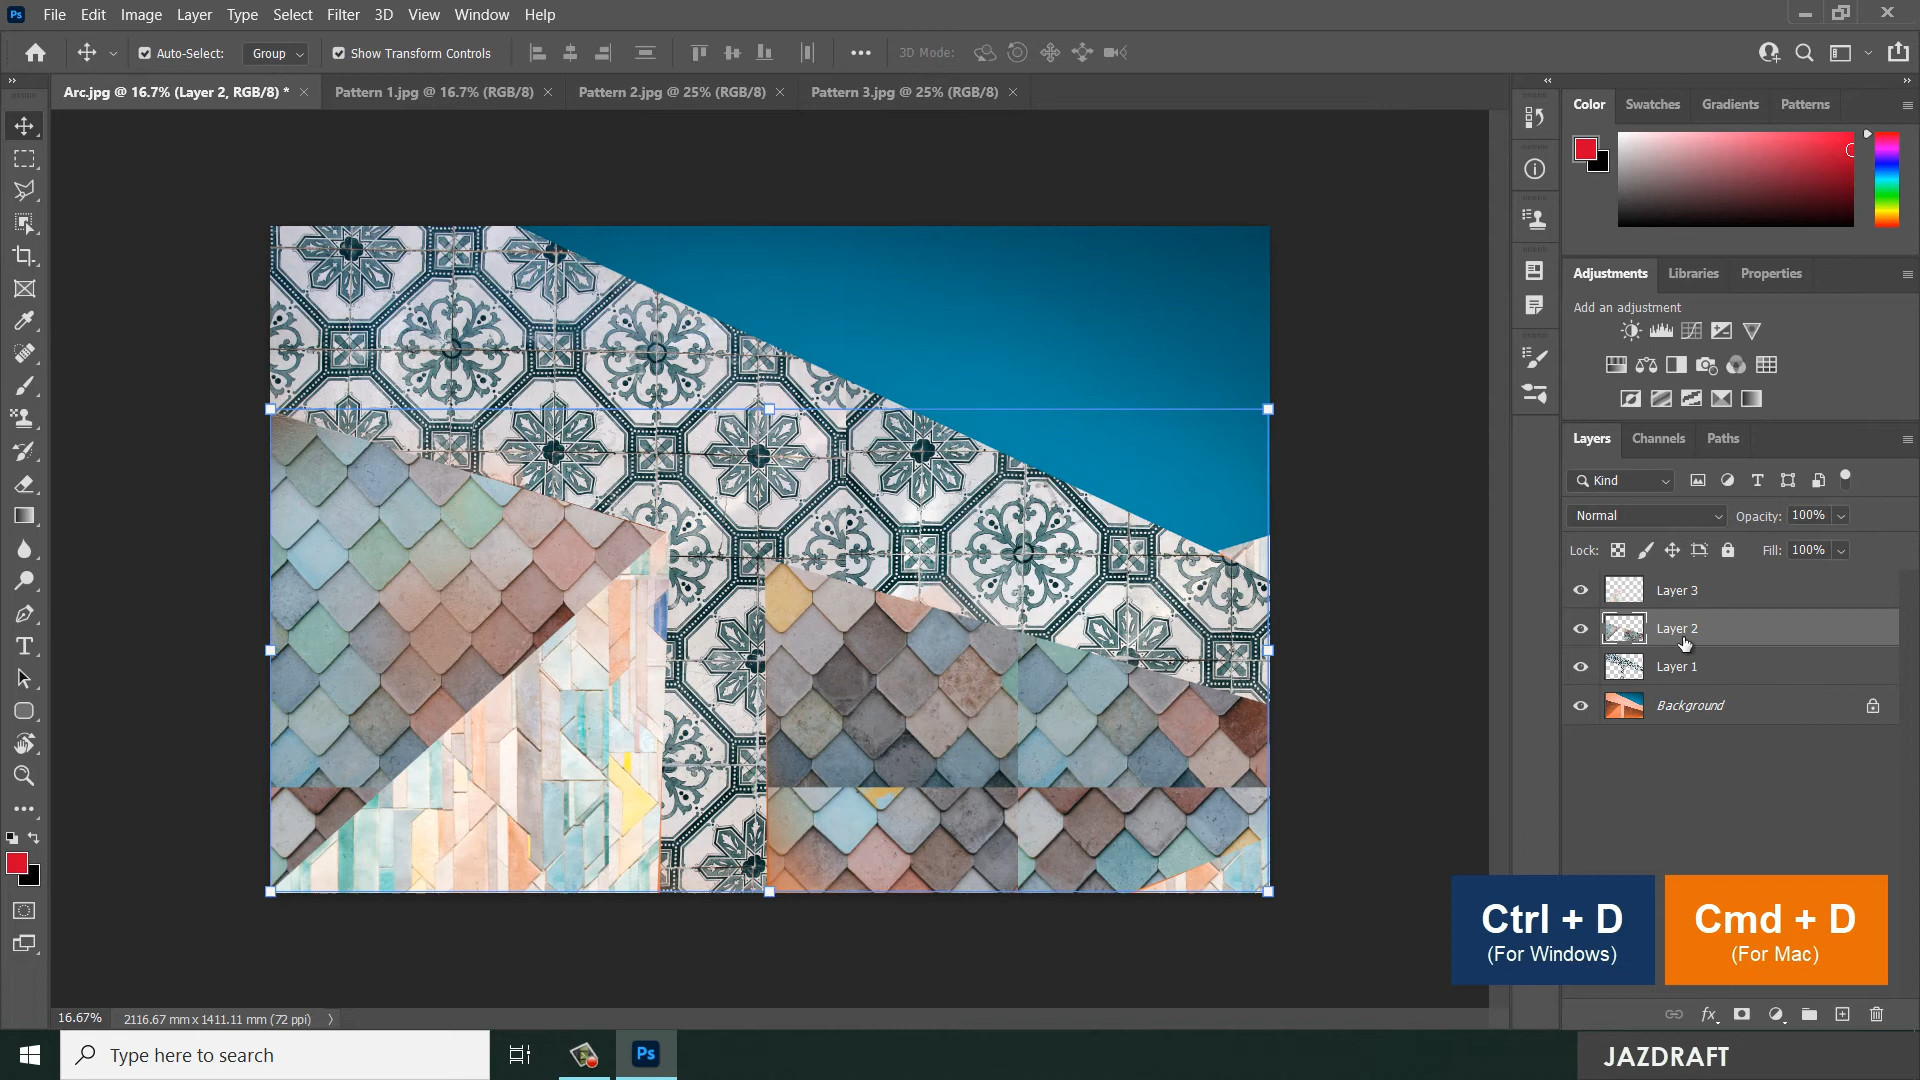 Ps File Edit Image Layer Type Select Filter 3D View Window Help
Auto-Select: Group Show Transform Controls 3D Mode:
Arc.jpg @ 16.7% (Layer 2, RGB/8) * Pattern 1.jpg @ 16.7% (RGB/8) Pattern 2.jpg @ 25% (RGB/8) Pattern 3.jpg @ 25% (RGB/8)
Color Swatches Gradients Patterns
Adjustments Libraries Properties
Add an adjustment
Layers Channels Paths
Kind
Normal Opacity: 100%
Lock: Fill: 100%
Layer 3
Layer 2
Layer 1
Background
Ctrl + D
(For Windows)
Cmd + D
(For Mac)
16.67% 2116.67 mm x 1411.11 mm (72 ppi)
Type here to search
Ps
JAZDRAFT